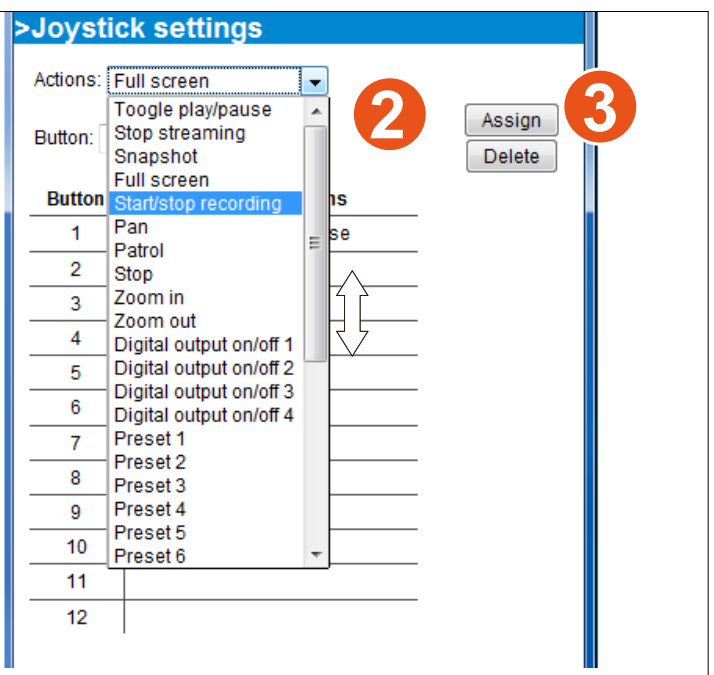 >Joystick settings
Actions: Full screen
2
3
Toogle play/pause
Assign
Button: Stop streaming
Snapshot
Delete
Full screen
Button Start/stop recording ns
1 Pan se
Patrol
2 Stop
3 Zoom in
Zoom out
4 Digital output on/off 1
5 Digital output on/off 2
Digital output on/off 3
6 Digital output on/off 4
7 Preset 1
Preset 2
8 Preset 3
9 Preset 4
Preset 5
10 Preset 6
11
12